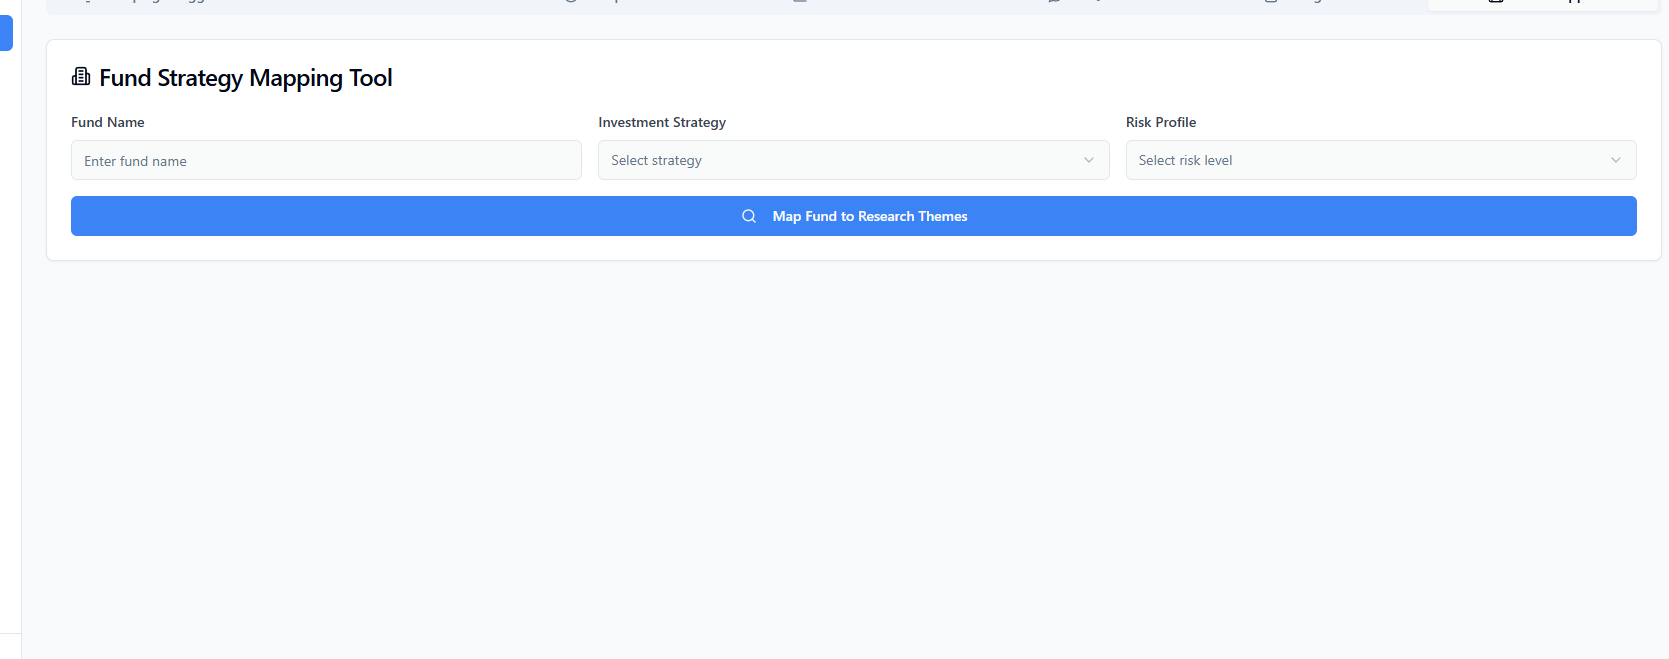 Fund Strategy Mapping Tool
Fund Name
Investment Strategy
Risk Profile
Enter fund name
Select strategy
Select risk level
Map Fund to Research Themes